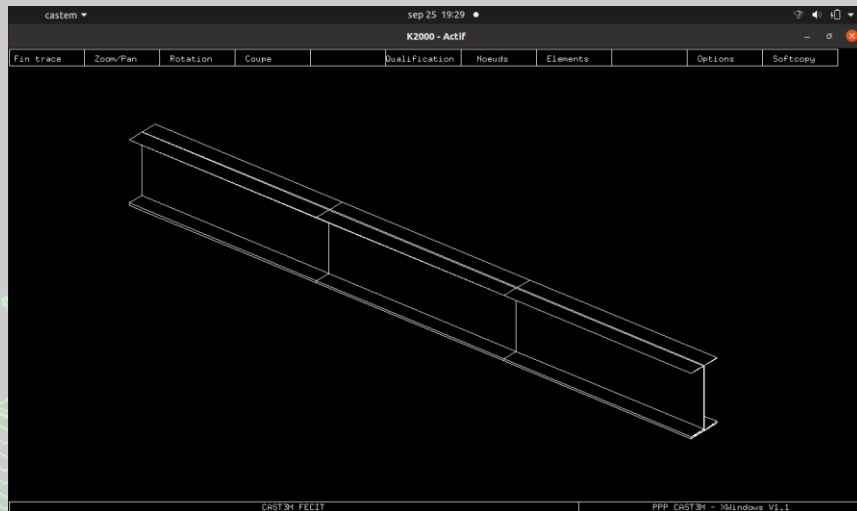 castem sep 25 19:29
K2000 - Actif
Fin trace Zoom/Pan Rotation Coupe Qualification Noeuds Elements Options Softcopy
CAST3M FECIT PPP CAST3M - XWindows V1.1